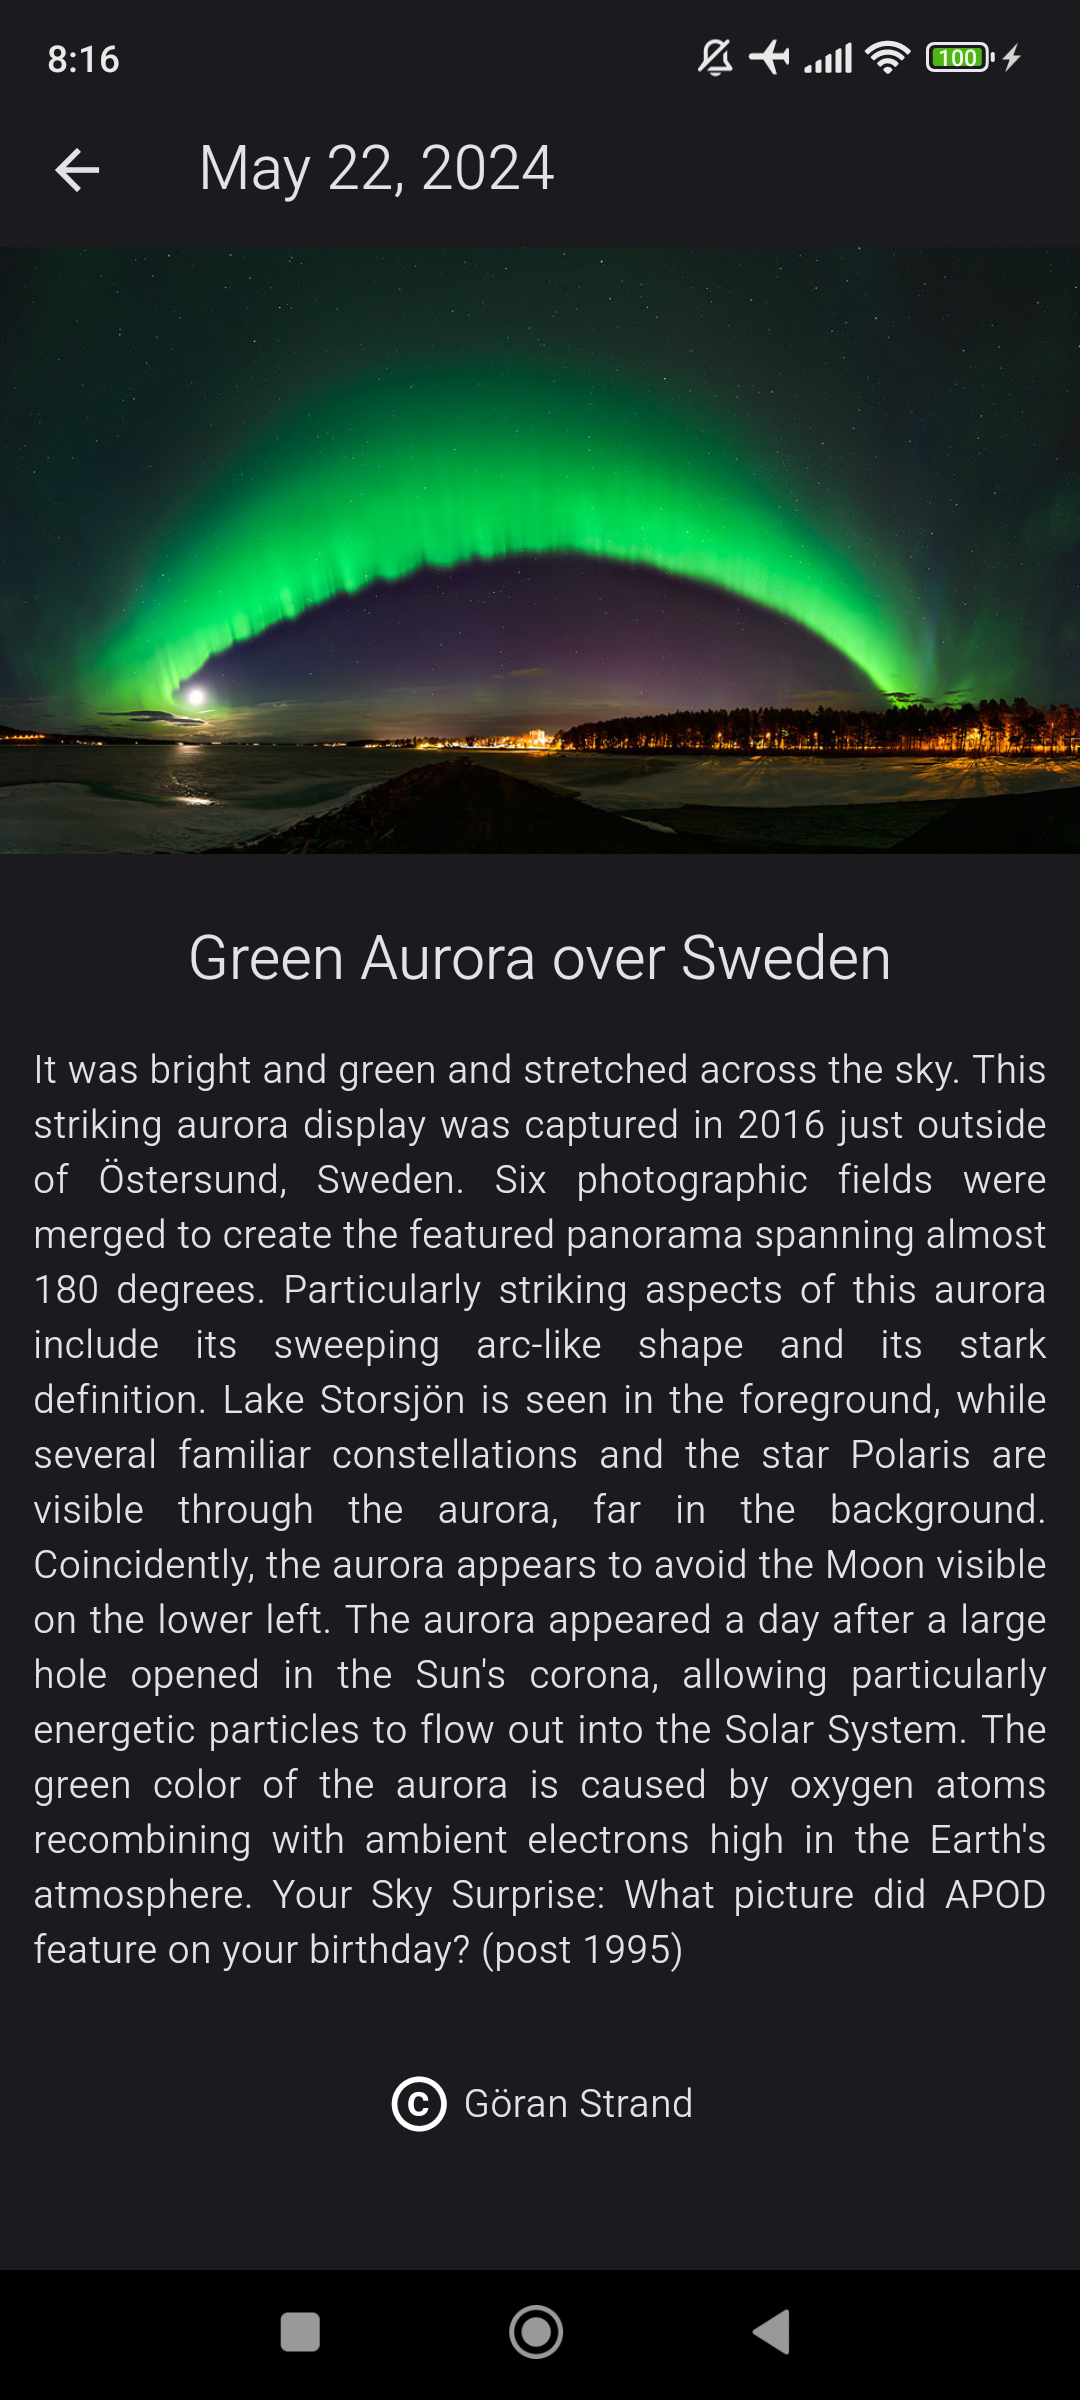 8:16
100
May 22, 2024
Green Aurora over Sweden
It was bright and green and stretched across the sky. This
striking aurora display was captured in 2016 just outside
of Östersund, Sweden. Six photographic fields were
merged to create the featured panorama spanning almost
180 degrees. Particularly striking aspects of this aurora
include its sweeping arc-like shape and its stark
definition. Lake Storsjön is seen in the foreground, while
several familiar constellations and the star Polaris are
visible through the aurora, far in the background.
Coincidently, the aurora appears to avoid the Moon visible
on the lower left. The aurora appeared a day after a large
hole opened in the Sun's corona, allowing particularly
energetic particles to flow out into the Solar System. The
green color of the aurora is caused by oxygen atoms
recombining with ambient electrons high in the Earth's
atmosphere. Your Sky Surprise: What picture did APOD
feature on your birthday? (post 1995)
© Göran Strand